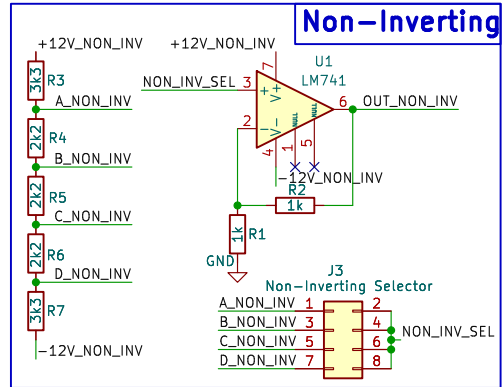 Non-Inverting
+12V_NON_INV
R3
3k3
A_NON_INV
R4
2k2
B_NON_INV
R5
2k2
C_NON_INV
R6
2k2
D_NON_INV
R7
3k3
-12V_NON_INV
+12V_NON_INV
U1
LM741
NON_INV_SEL
7
V+
3
+
6
OUT_NON_INV
2
-
V-
NULL
NULL
4
1
5
-12V_NON_INV
R2
1k
R1
1k
GND
J3
Non-Inverting Selector
A_NON_INV 1 2
B_NON_INV 3 4
NON_INV_SEL
C_NON_INV 5 6
D_NON_INV 7 8